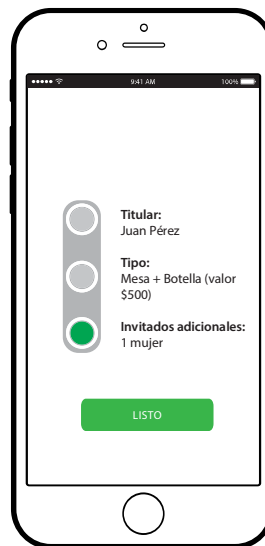 9:41 AM 100%
Titular:
Juan Pérez
Tipo:
Mesa + Botella (valor
$500)
Invitados adicionales:
1 mujer
LISTO